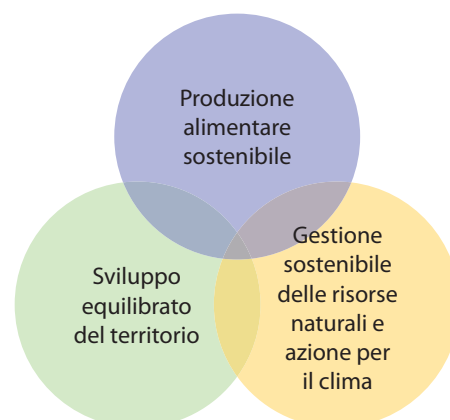 Produzione
alimentare
sostenibile
Sviluppo
equilibrato
del territorio
Gestione
sostenibile
delle risorse
naturali e
azione per
il clima